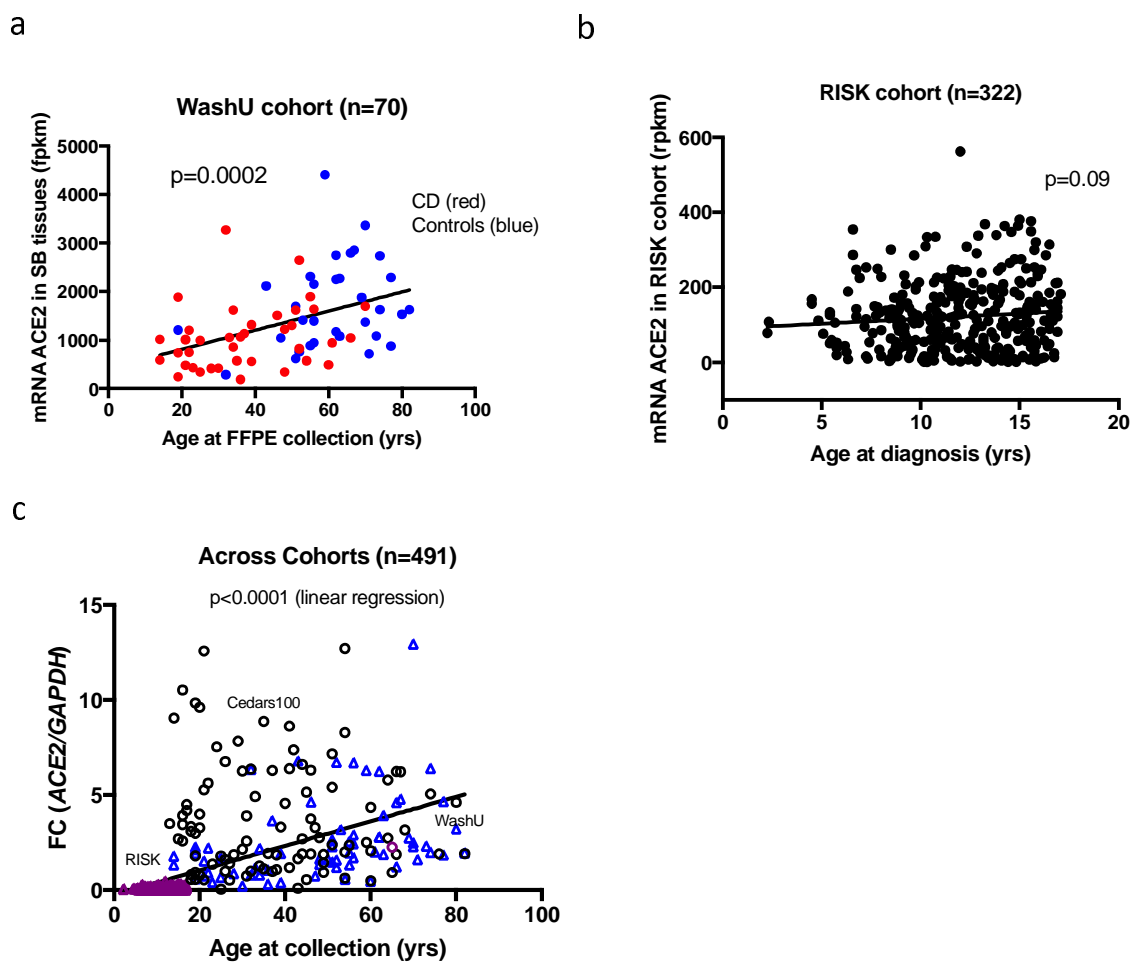 a
WashU cohort (n=70)
mRNA ACE2 in SB tissues (fpkm)
5000
4000
3000
2000
1000
0
p=0.0002
CD (red)
Controls (blue)
0 20 40 60 80 100
Age at FFPE collection (yrs)
b
RISK cohort (n=322)
mRNA ACE2 in RISK cohort (rpkm)
600
400
200
0
p=0.09
0 5 10 15 20
Age at diagnosis (yrs)
c
Across Cohorts (n=491)
p<0.0001 (linear regression)
FC (ACE2/GAPDH)
15
10
5
0
Cedars100
WashU
RISK
0 20 40 60 80 100
Age at collection (yrs)